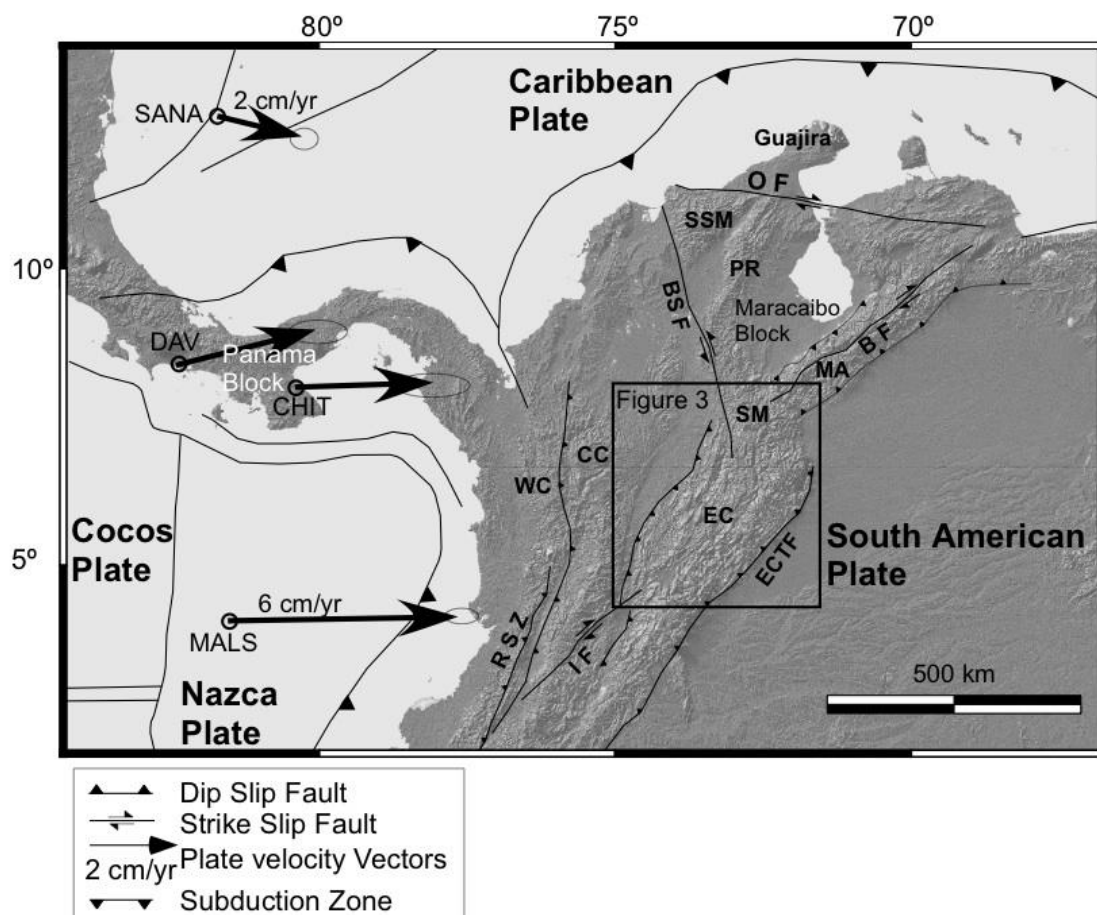 80º 75º 70º
Caribbean
Plate
2 cm/yr
SANA
Guajira
O F
SSM
10º
PR
BSF
Maracaibo
Block
DAV
Panama
Block
CHIT
B F
MA
Figure 3
SM
CC
WC
EC
Cocos
Plate
5º
ECTF
South American
Plate
6 cm/yr
MALS
R S Z
I F
500 km
Nazca
Plate
Dip Slip Fault
Strike Slip Fault
Plate velocity Vectors
2 cm/yr
Subduction Zone